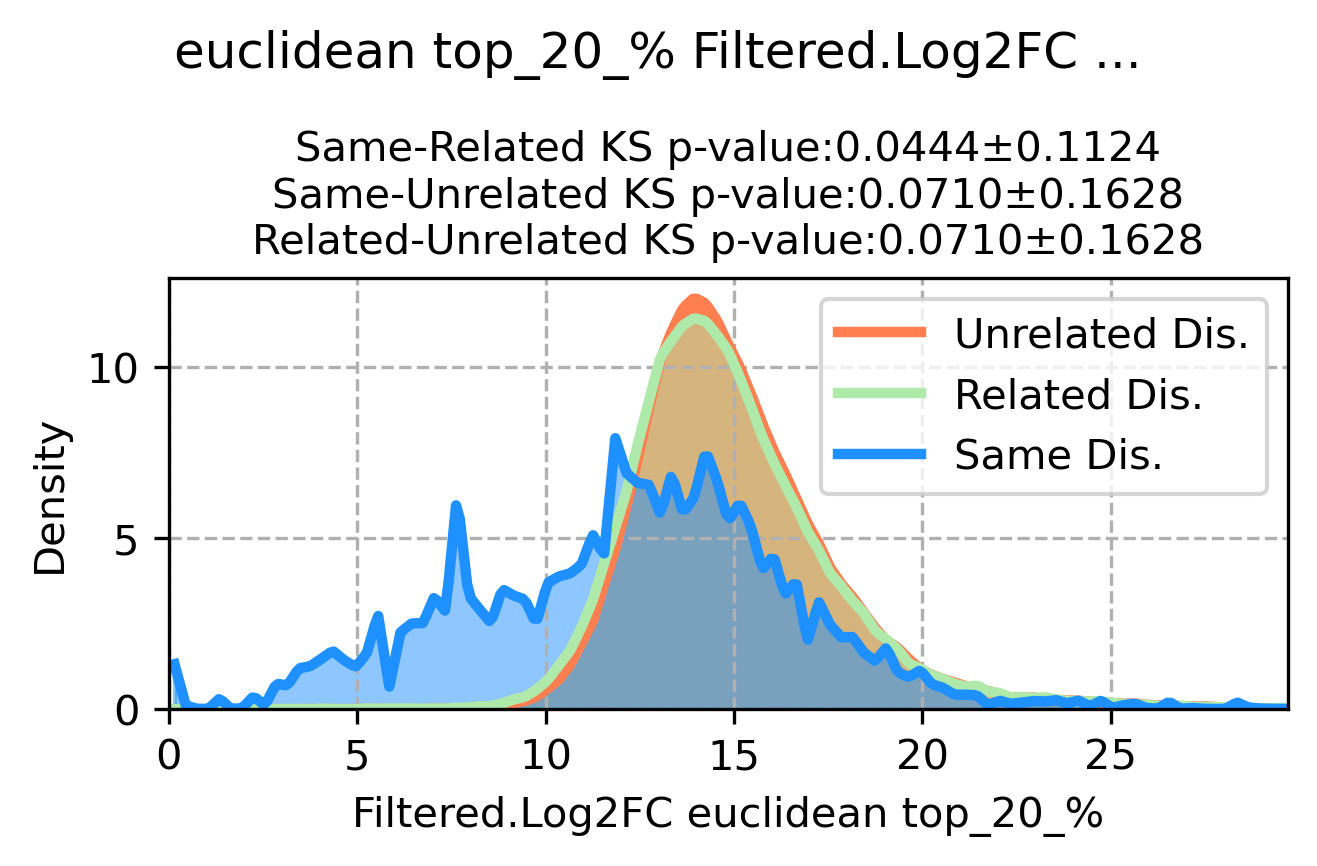 euclidean top_20_% Filtered.Log2FC ...
Same-Related KS p-value:0.0444±0.1124
Same-Unrelated KS p-value:0.0710±0.1628
Related-Unrelated KS p-value:0.0710±0.1628
Unrelated Dis.
Related Dis.
Same Dis.
Density
10
5
0
0 5 10 15 20 25
Filtered.Log2FC euclidean top_20_%